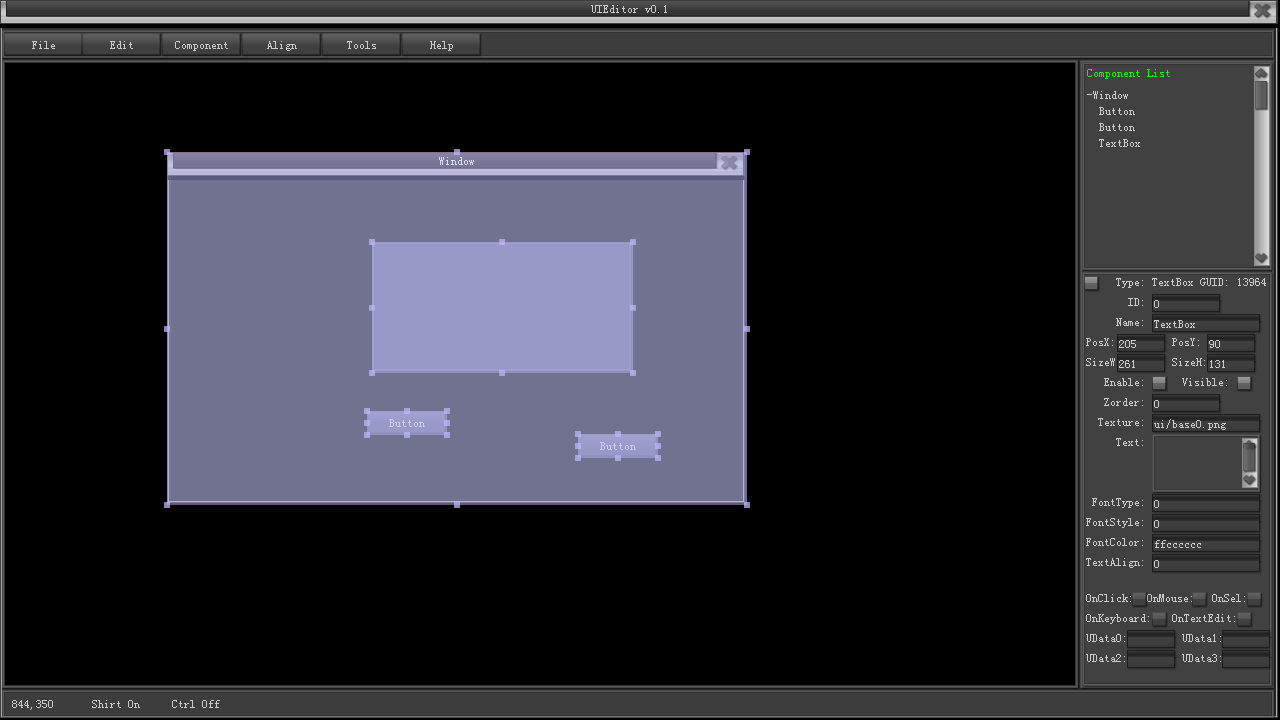 UIEditor v0.1
File Edit Component Align Tools Help
Component List
-Window
Button
Button
TextBox
Window
Button
Button
Type: TextBox GUID: 13964
ID: 0
Name: TextBox
PosX: 205 PosY: 90
SizeW 261 SizeH: 131
Enable: Visible:
Zorder: 0
Texture: ui/base0.png
Text:
FontType: 0
FontStyle: 0
FontColor: ffcccccc
TextAlign: 0
OnClick: OnMouse: OnSel:
OnKeyboard: OnTextEdit:
UData0: UData1:
UData2: UData3:
844,350 Shirt On Ctrl Off